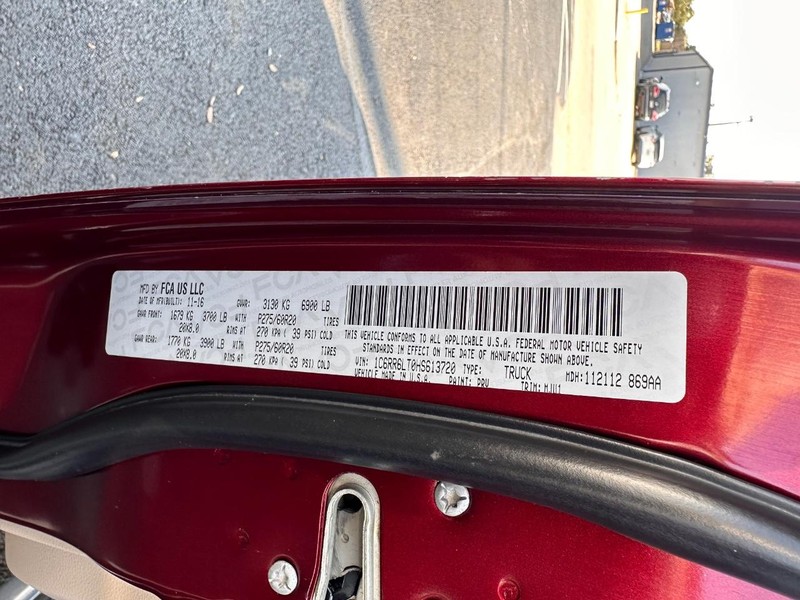 MFD BY FCA US LLC
DATE OF MFD(BUILT): 11-16 GVWR: 3130 KG 6900 LB
GAWR FRONT: 1679 KG 3700 LB WITH P275/60R20 TIRES
20X8.0 RIMS AT 270 KPA ( 39 PSI) COLD
GAWR REAR: 1770 KG 3900 LB WITH P275/60R20 TIRES
20X8.0 RIMS AT 270 KPA ( 39 PSI) COLD
THIS VEHICLE CONFORMS TO ALL APPLICABLE U.S.A. FEDERAL MOTOR VEHICLE SAFETY
STANDARDS IN EFFECT ON THE DATE OF MANUFACTURE SHOWN ABOVE.
VIN: 1C6RR6LT0HS613720 TYPE: TRUCK MDH: 112112 869AA
VEHICLE MADE IN U.S.A. PAINT: PRV TRIM: MJV1